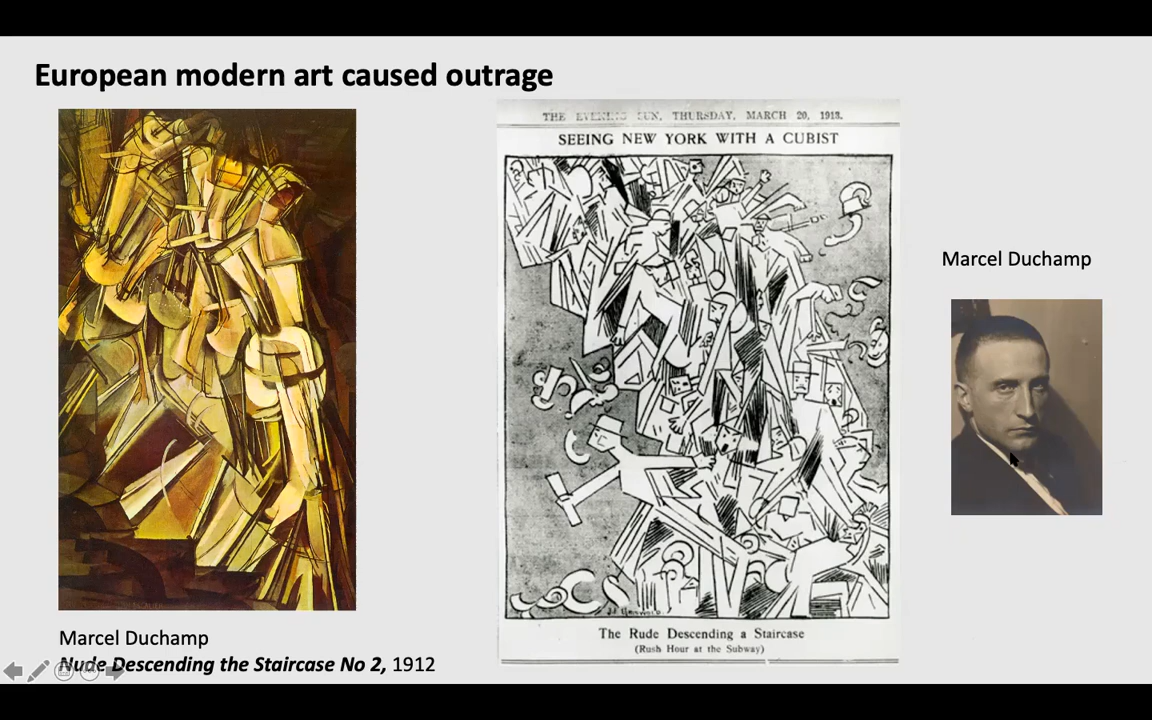 European modern art caused outrage
THE EVENING SUN, THURSDAY, MARCH 20, 1913.
SEEING NEW YORK WITH A CUBIST
Marcel Duchamp
The Rude Descending a Staircase
(Rush Hour at the Subway)
Marcel Duchamp
Nude Descending the Staircase No 2, 1912